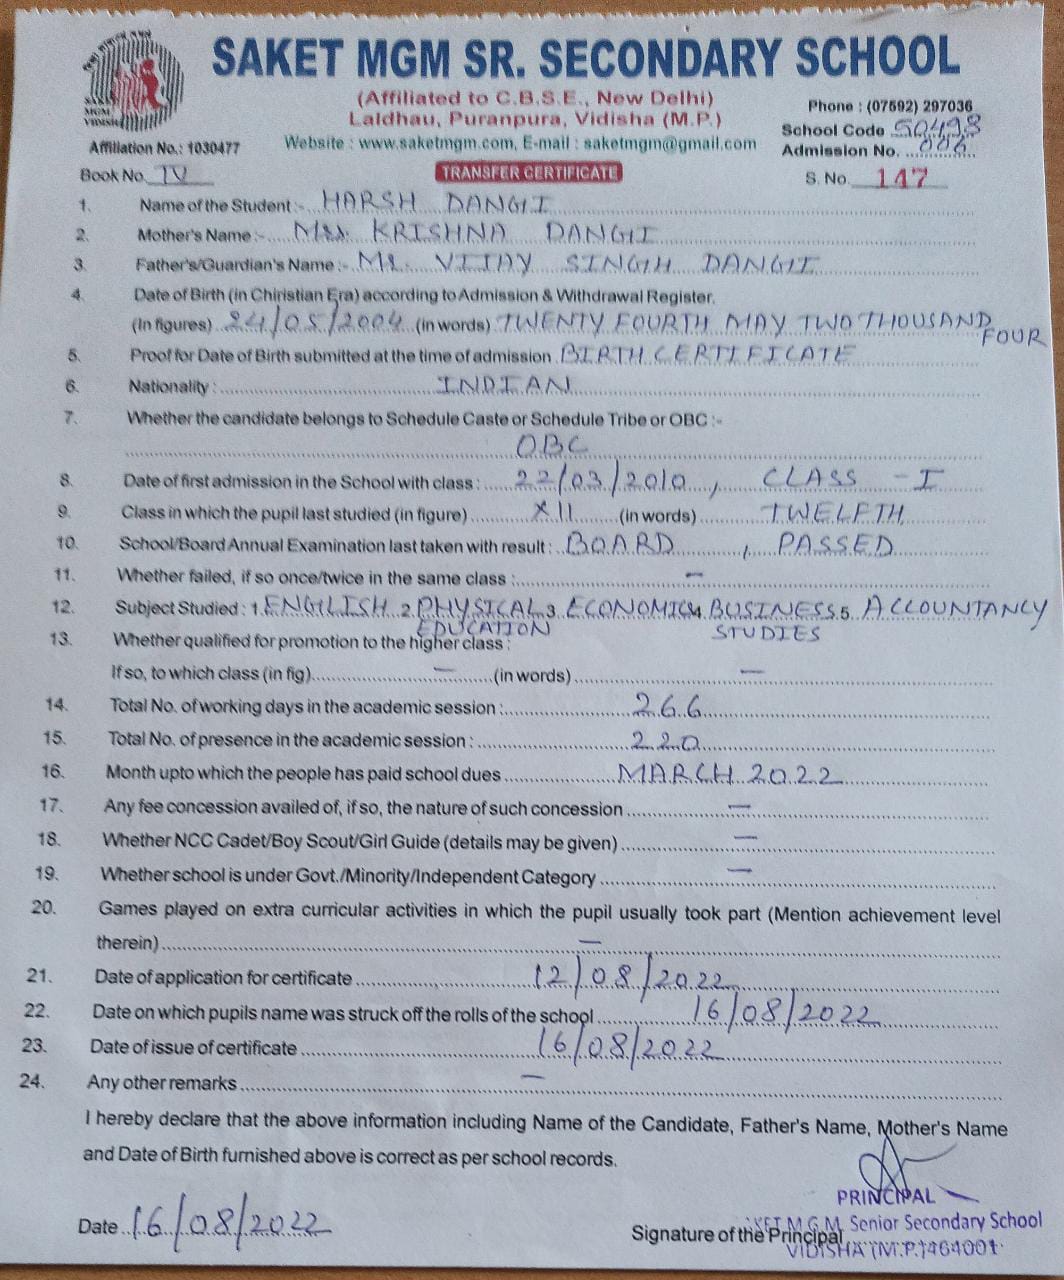 SAKET MGM SR. SECONDARY SCHOOL
(Affiliated to C.B.S.E., New Delhi)
Laldhau, Puranpura, Vidisha (M.P.)
Website : www.saketmgm.com, E-mail : saketmgm@gmail.com
SAKET
MGM
VIDISHA
Phone : (07592) 297036
School Code 50498
Admission No. 006
Affiliation No.: 1030477
Book No. IV
TRANSFER CERTIFICATE
S. No. 147
1. Name of the Student :- HARSH DANGI
2. Mother's Name :- Mrs. KRISHNA DANGI
3. Father's/Guardian's Name :- Mr. VIJAY SINGH DANGI
4. Date of Birth (in Chiristian Era) according to Admission & Withdrawal Register.
(In figures) 24/05/2004 (in words) TWENTY FOURTH MAY TWO THOUSAND
FOUR
5. Proof for Date of Birth submitted at the time of admission BIRTH CERTIFICATE
6. Nationality : INDIAN
7. Whether the candidate belongs to Schedule Caste or Schedule Tribe or OBC :-
OBC
8. Date of first admission in the School with class : 22/03/2010, CLASS - I
9. Class in which the pupil last studied (in figure) XII (in words) TWELFTH
10. School/Board Annual Examination last taken with result : BOARD, PASSED
11. Whether failed, if so once/twice in the same class : –
12. Subject Studied : 1. ENGLISH 2. PHYSICAL 3. ECONOMICS 4. BUSINESS 5. ACCOUNTANCY
EDUCATION STUDIES
13. Whether qualified for promotion to the higher class :
If so, to which class (in fig) – (in words) –
14. Total No. of working days in the academic session : 266
15. Total No. of presence in the academic session : 220
16. Month upto which the people has paid school dues MARCH 2022
17. Any fee concession availed of, if so, the nature of such concession –
18. Whether NCC Cadet/Boy Scout/Girl Guide (details may be given) –
19. Whether school is under Govt./Minority/Independent Category –
20. Games played on extra curricular activities in which the pupil usually took part (Mention achievement level
therein) –
21. Date of application for certificate 12/08/2022
22. Date on which pupils name was struck off the rolls of the school 16/08/2022
23. Date of issue of certificate 16/08/2022
24. Any other remarks –
I hereby declare that the above information including Name of the Candidate, Father's Name, Mother's Name
and Date of Birth furnished above is correct as per school records.
PRINCIPAL
Date 16/08/2022
Signature of the Principal
M.G.M. Senior Secondary School
VIDISHA (M.P.) 464001